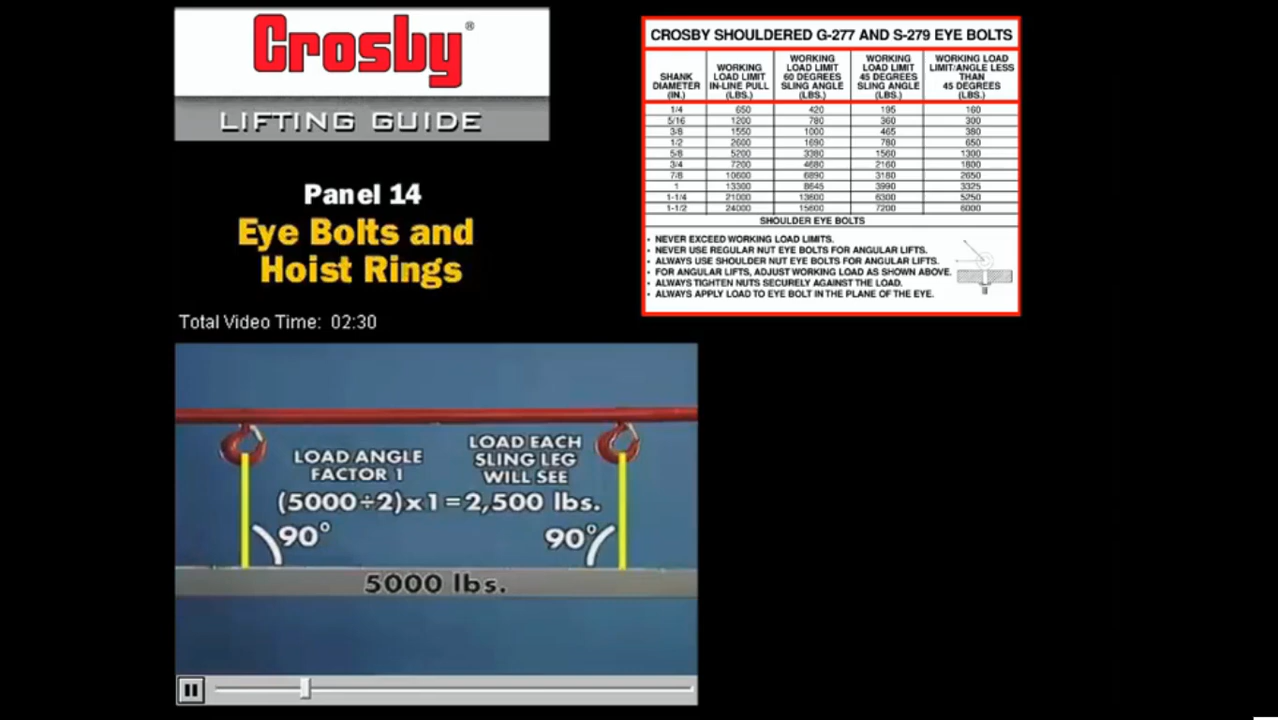 Crosby®
LIFTING GUIDE
Panel 14
Eye Bolts and
Hoist Rings
Total Video Time: 02:30
CROSBY SHOULDERED G-277 AND S-279 EYE BOLTS
SHANK DIAMETER (IN.) WORKING LOAD LIMIT IN-LINE PULL (LBS.) WORKING LOAD LIMIT 60 DEGREES SLING ANGLE (LBS.) WORKING LOAD LIMIT 45 DEGREES SLING ANGLE (LBS.) WORKING LOAD LIMIT/ANGLE LESS THAN 45 DEGREES (LBS.)
1/4 650 420 195 160
5/16 1200 780 360 300
3/8 1550 1000 465 380
1/2 2600 1690 780 650
5/8 5200 3380 1560 1300
3/4 7200 4680 2160 1800
7/8 10600 6890 3180 2650
1 13300 8645 3990 3325
1-1/4 21000 13600 6300 5250
1-1/2 24000 15600 7200 6000
SHOULDER EYE BOLTS
• NEVER EXCEED WORKING LOAD LIMITS.
• NEVER USE REGULAR NUT EYE BOLTS FOR ANGULAR LIFTS.
• ALWAYS USE SHOULDER NUT EYE BOLTS FOR ANGULAR LIFTS.
• FOR ANGULAR LIFTS, ADJUST WORKING LOAD AS SHOWN ABOVE.
• ALWAYS TIGHTEN NUTS SECURELY AGAINST THE LOAD.
• ALWAYS APPLY LOAD TO EYE BOLT IN THE PLANE OF THE EYE.
LOAD ANGLE
FACTOR 1
LOAD EACH
SLING LEG
WILL SEE
(5000÷2)x1=2,500 lbs.
90°
90°
5000 lbs.